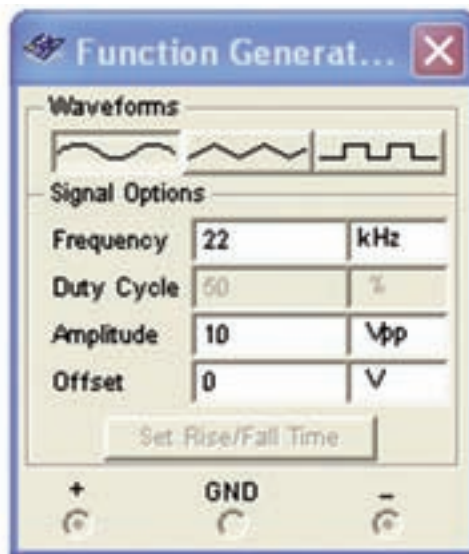 Function Generat...
Waveforms
Signal Options
Frequency 22 kHz
Duty Cycle 50 %
Amplitude 10 Vpp
Offset 0 V
Set Rise/Fall Time
+ GND -